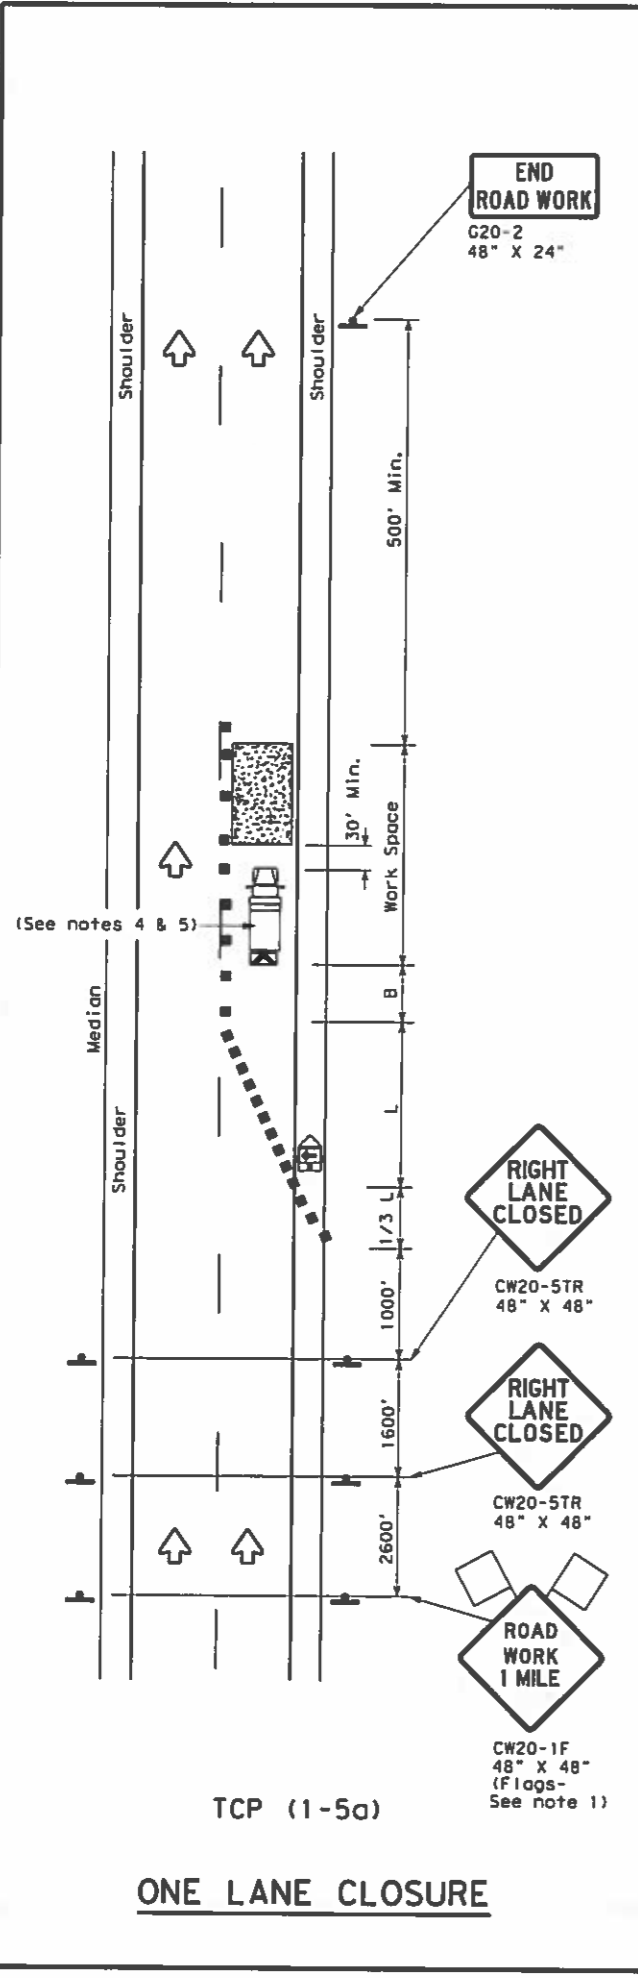 END
ROAD WORK
G20-2
48" X 24"
Shoulder
Shoulder
500' Min.
30' Min.
Work Space
(See notes 4 & 5)
B
Median
L
Shoulder
1/3 L
RIGHT
LANE
CLOSED
CW20-5TR
48" X 48"
1000'
RIGHT
LANE
CLOSED
CW20-5TR
48" X 48"
1600'
2600'
ROAD
WORK
1 MILE
CW20-1F
48" X 48"
(Flags-
See note 1)
TCP (1-5a)
ONE LANE CLOSURE